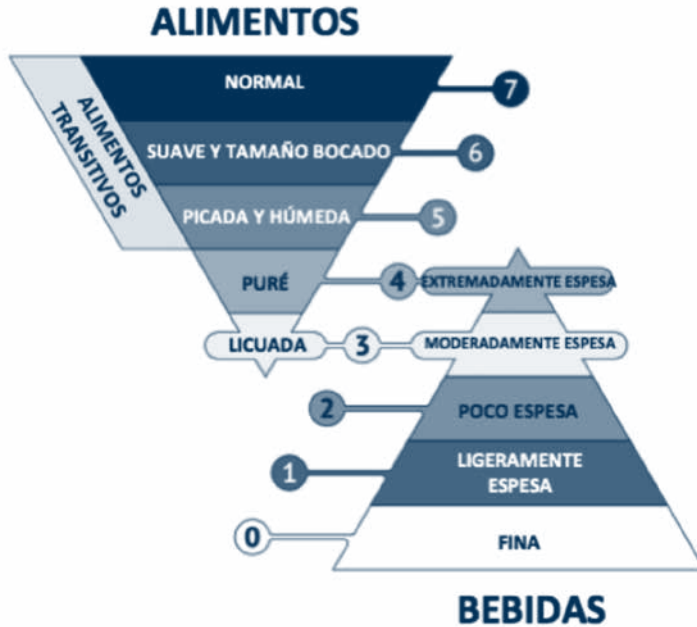 ALIMENTOS
ALIMENTOS
TRANSITIVOS
NORMAL
7
SUAVE Y TAMAÑO BOCADO
6
PICADA Y HÚMEDA
5
PURÉ
4
EXTREMADAMENTE ESPESA
LICUADA
3
MODERADAMENTE ESPESA
2
POCO ESPESA
1
LIGERAMENTE
ESPESA
0
FINA
BEBIDAS